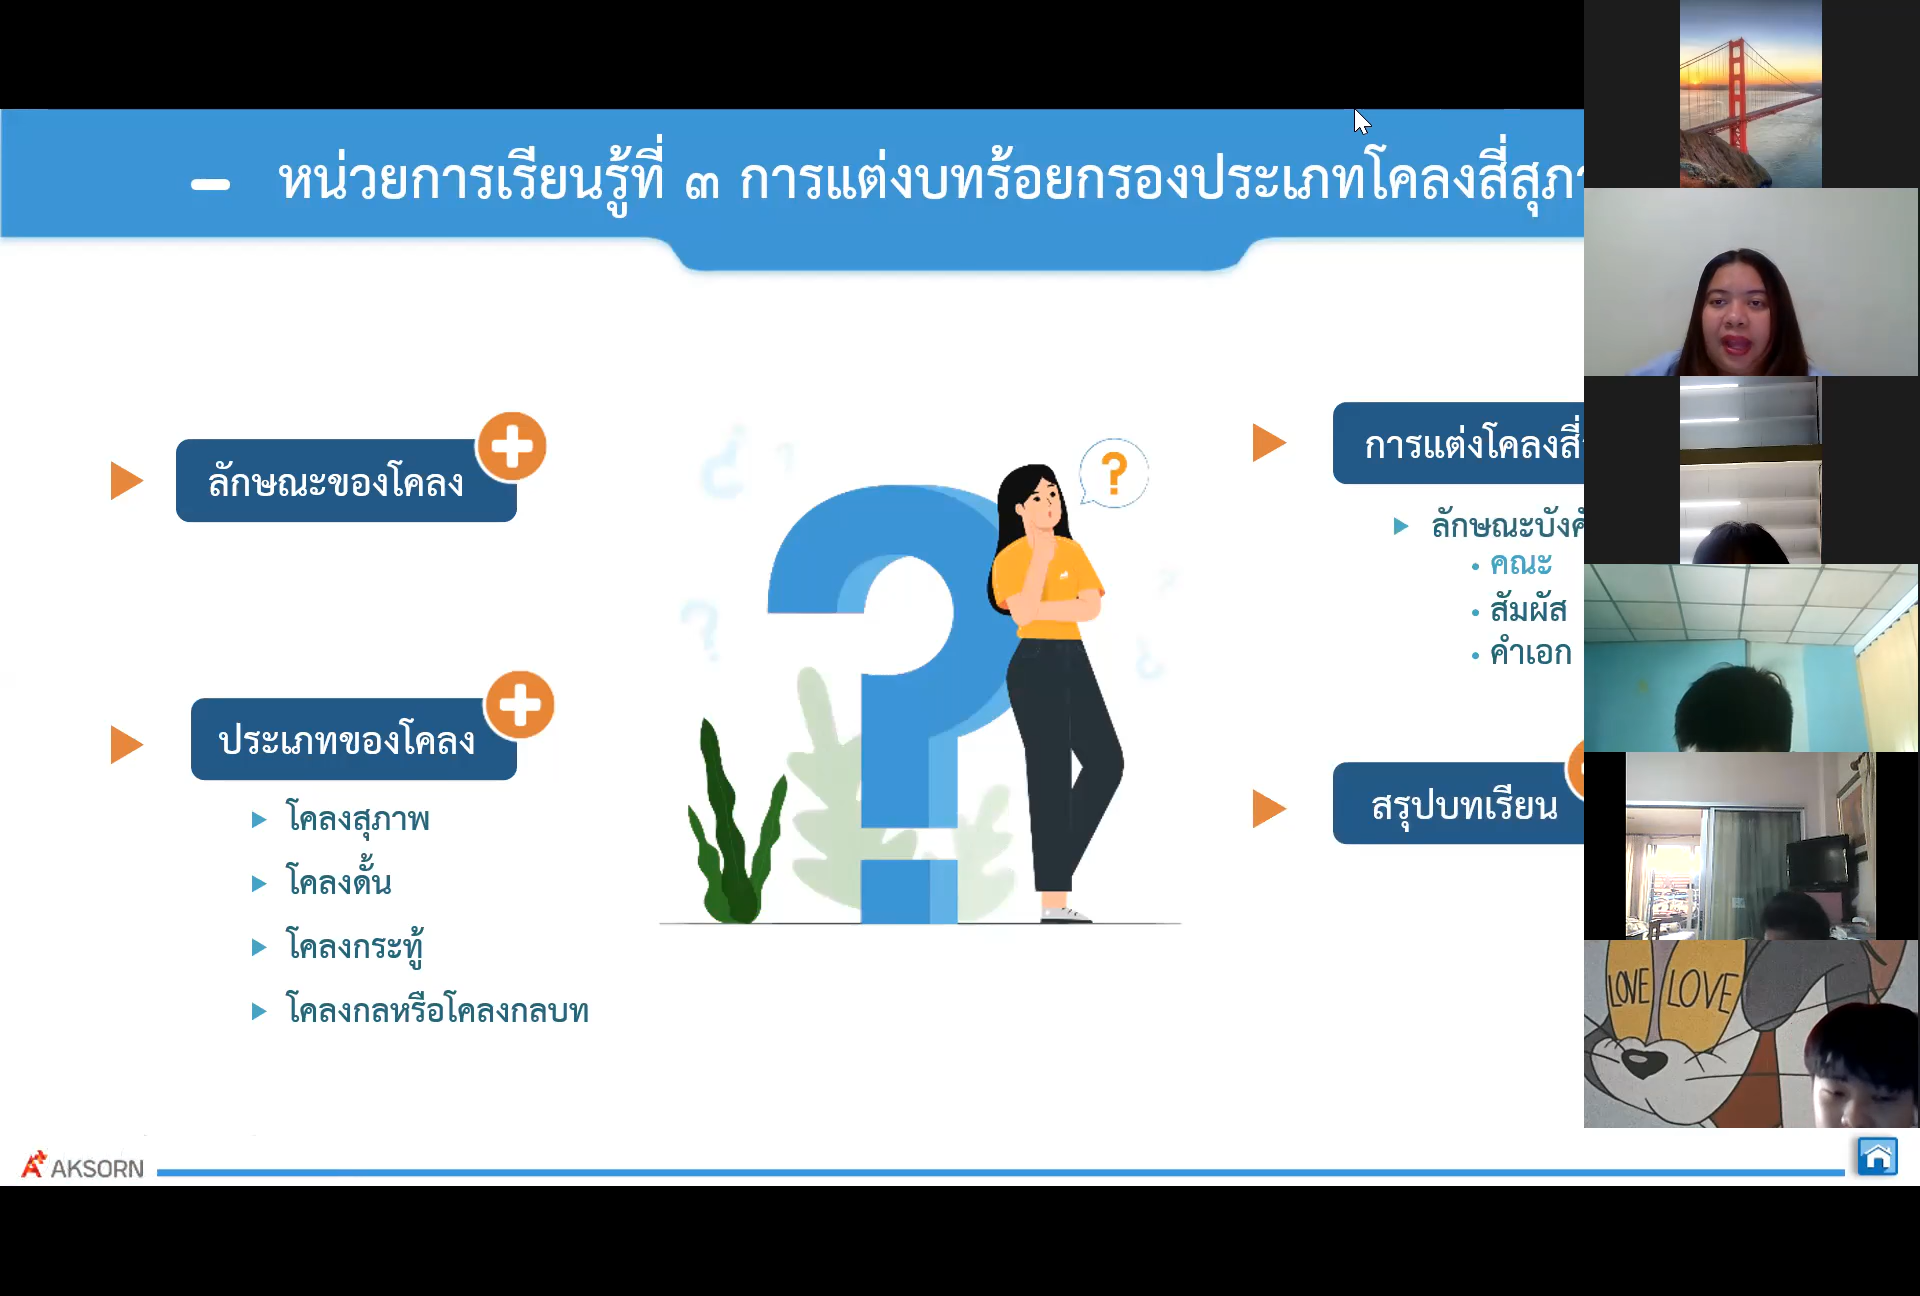 หน่วยการเรียนรู้ที่ ๓ การแต่งบทร้อยกรองประเภทโคลงสี่สุภา
ลักษณะของโคลง
ประเภทของโคลง
โคลงสุภาพ
โคลงดั้น
โคลงกระทู้
โคลงกลหรือโคลงกลบท
?
การแต่งโคลงสี่
ลักษณะบังคั
คณะ
สัมผัส
คำเอก
สรุปบทเรียน
LOVE LOVE
AKSORN